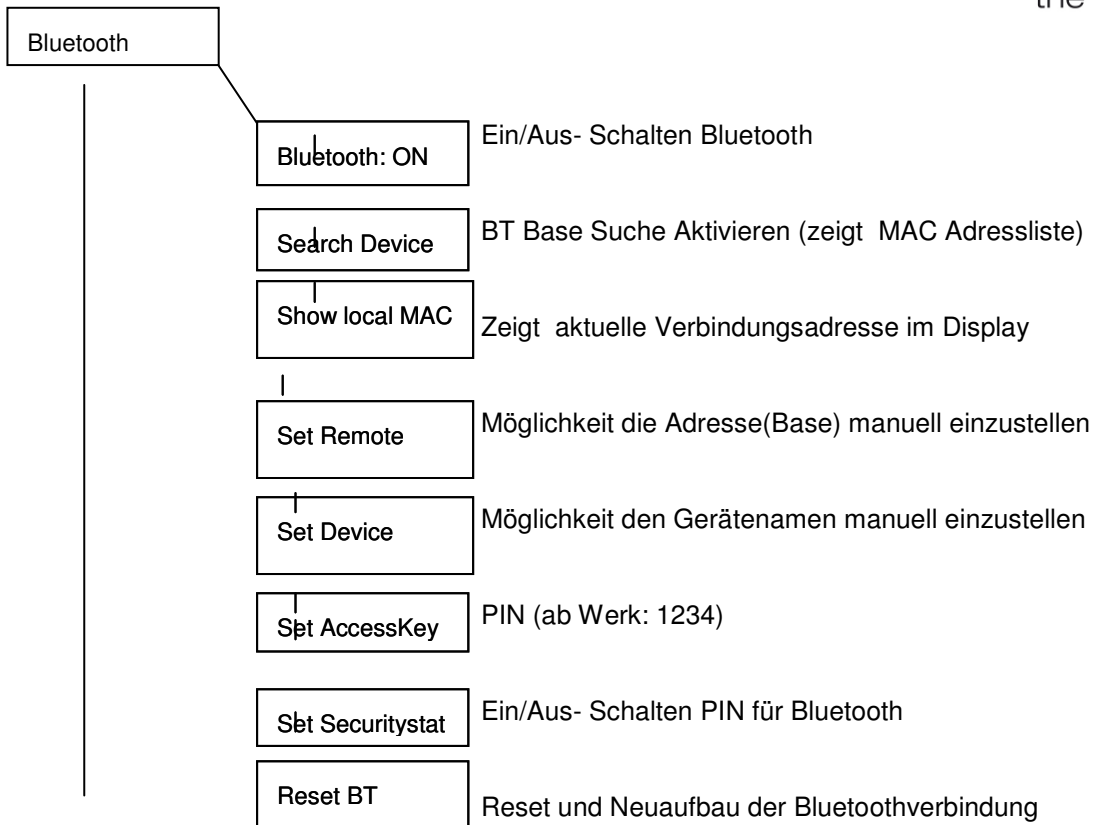 the
Bluetooth
Bluetooth: ON
Ein/Aus- Schalten Bluetooth
Search Device
BT Base Suche Aktivieren (zeigt  MAC Adressliste)
Show local MAC
Zeigt  aktuelle Verbindungsadresse im Display
Set Remote
Möglichkeit die Adresse(Base) manuell einzustellen
Set Device
Möglichkeit den Gerätenamen manuell einzustellen
Set AccessKey
PIN (ab Werk: 1234)
Set Securitystat
Ein/Aus- Schalten PIN für Bluetooth
Reset BT
Reset und Neuaufbau der Bluetoothverbindung